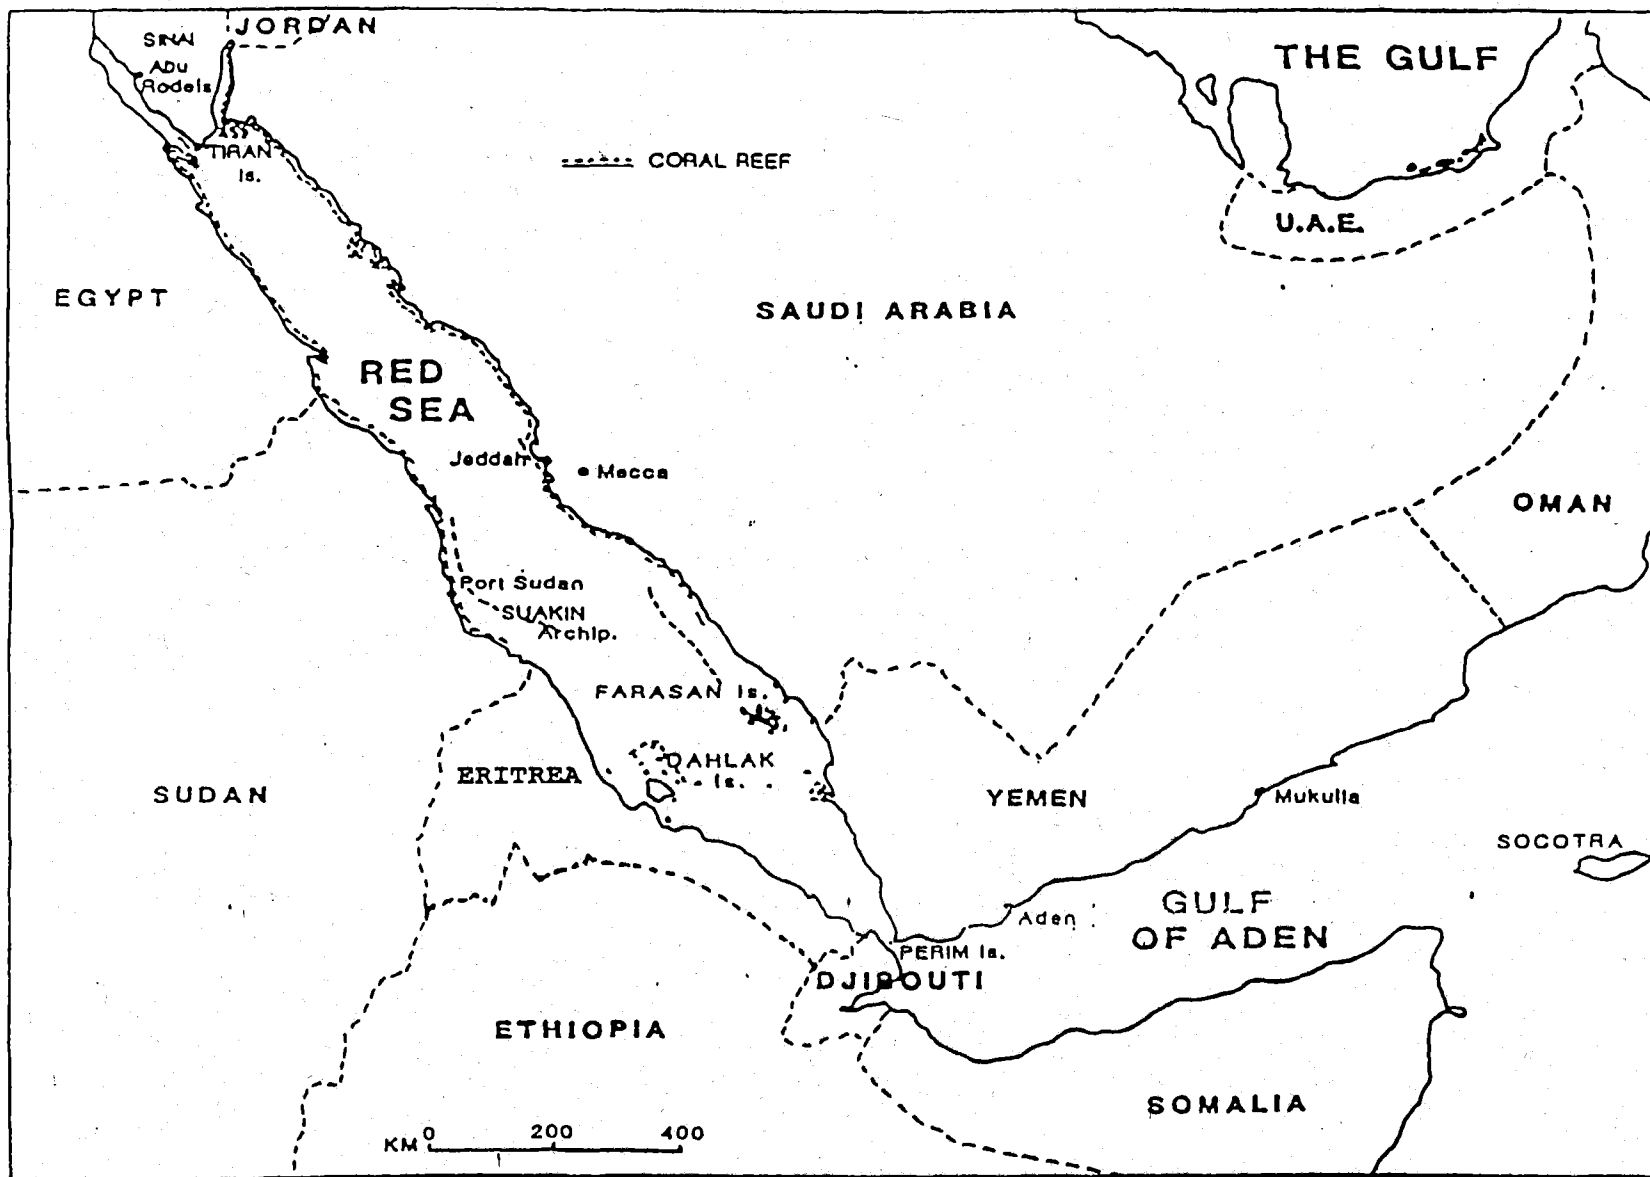 JORDAN
SINAI
Abu
Rodeis
THE GULF
TIRAN
Is.
CORAL REEF
U.A.E.
EGYPT
SAUDI ARABIA
RED
SEA
Jeddah
Mecca
OMAN
Port Sudan
SUAKIN
Archip.
FARASAN Is.
DAHLAK
Is.
ERITREA
SUDAN
YEMEN
Mukulla
SOCOTRA
Aden
GULF
OF ADEN
PERIM Is.
DJIBOUTI
ETHIOPIA
SOMALIA
KM 0 200 400